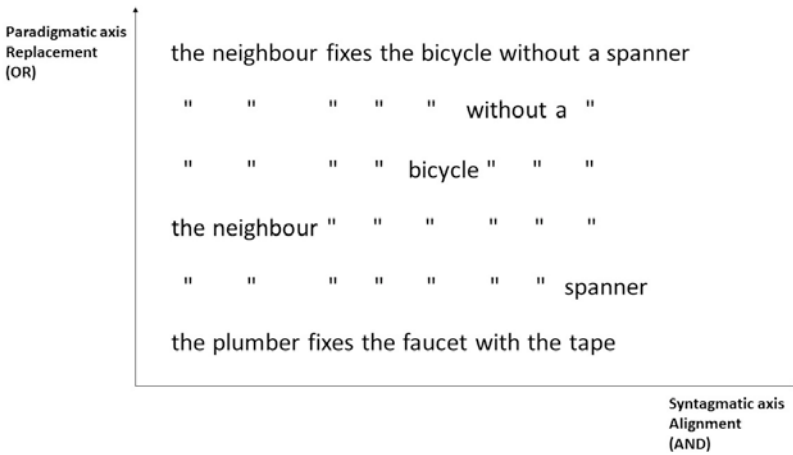 Paradigmatic axis
Replacement
(OR)
the neighbour fixes the bicycle without a spanner
" " " " " without a "
" " " " bicycle " " "
the neighbour " " " " " "
" " " " " " " spanner
the plumber fixes the faucet with the tape
Syntagmatic axis
Alignment
(AND)